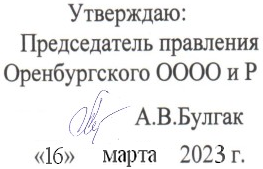 Утверждаю:
Председатель правления
Оренбургского ОООО и Р
А.В.Булгак
«16» марта 2023 г.